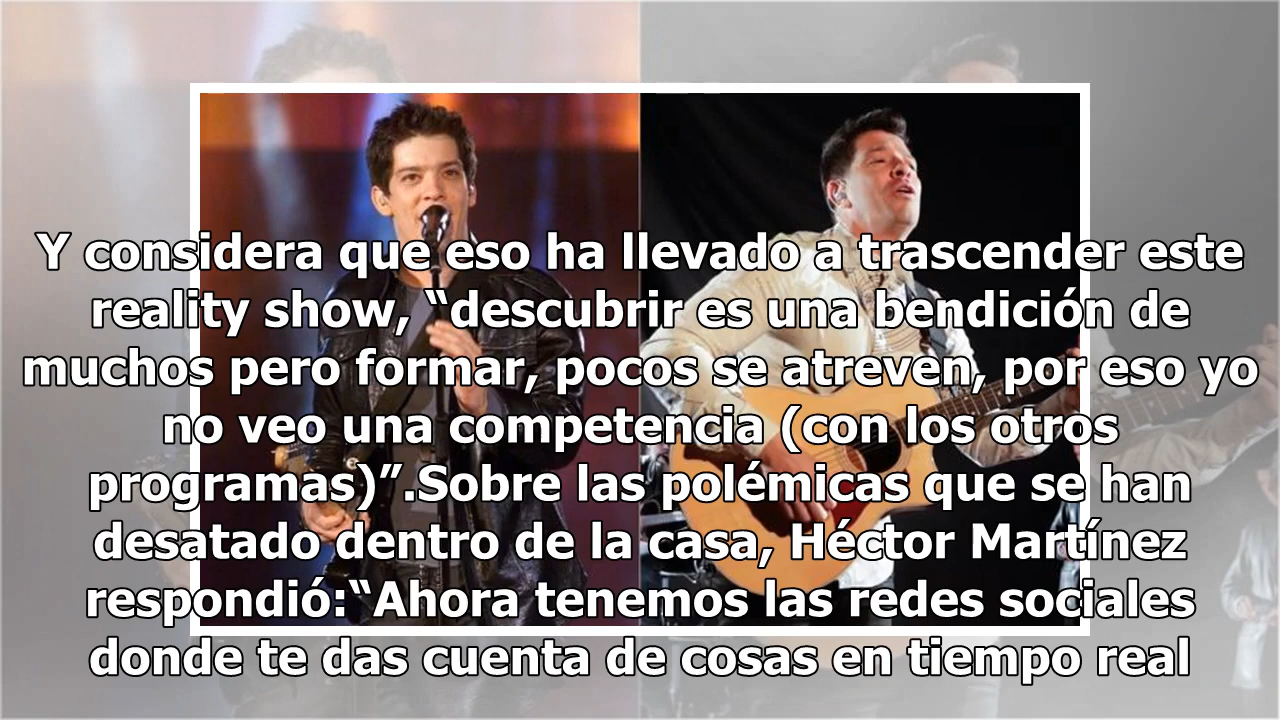 Y considera que eso ha llevado a trascender este
reality show, “descubrir es una bendición de
muchos pero formar, pocos se atreven, por eso yo
no veo una competencia (con los otros
programas)”.Sobre las polémicas que se han
desatado dentro de la casa, Héctor Martínez
respondió:“Ahora tenemos las redes sociales
donde te das cuenta de cosas en tiempo real